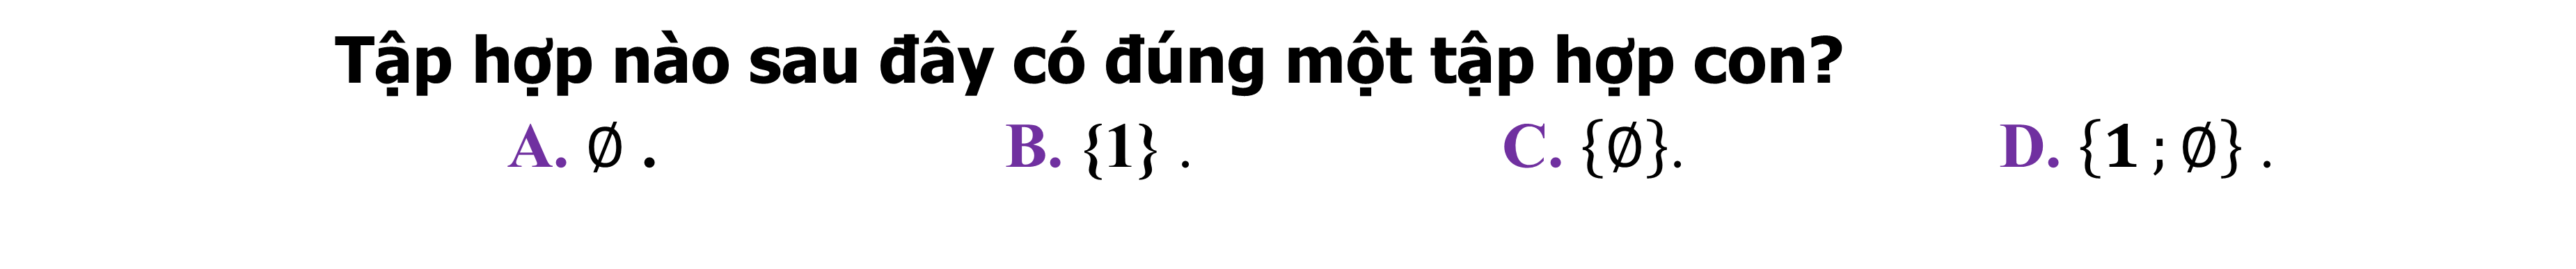 Tập hợp nào sau đây có đúng một tập hợp con?
A. ∅ . B. {1} . C. {∅}. D. {1 ; ∅} .